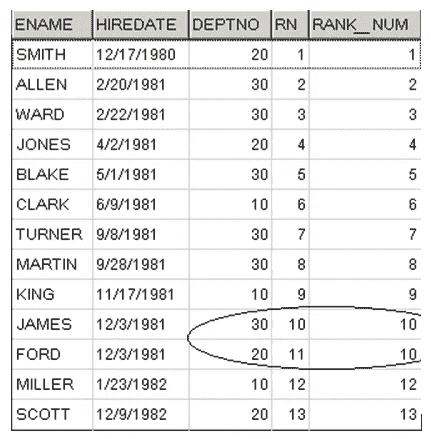 ENAME HIREDATE DEPTNO RN RANK__NUM
SMITH 12/17/1980 20 1 1
ALLEN 2/20/1981 30 2 2
WARD 2/22/1981 30 3 3
JONES 4/2/1981 20 4 4
BLAKE 5/1/1981 30 5 5
CLARK 6/9/1981 10 6 6
TURNER 9/8/1981 30 7 7
MARTIN 9/28/1981 30 8 8
KING 11/17/1981 10 9 9
JAMES 12/3/1981 30 10 10
FORD 12/3/1981 20 11 10
MILLER 1/23/1982 10 12 12
SCOTT 12/9/1982 20 13 13